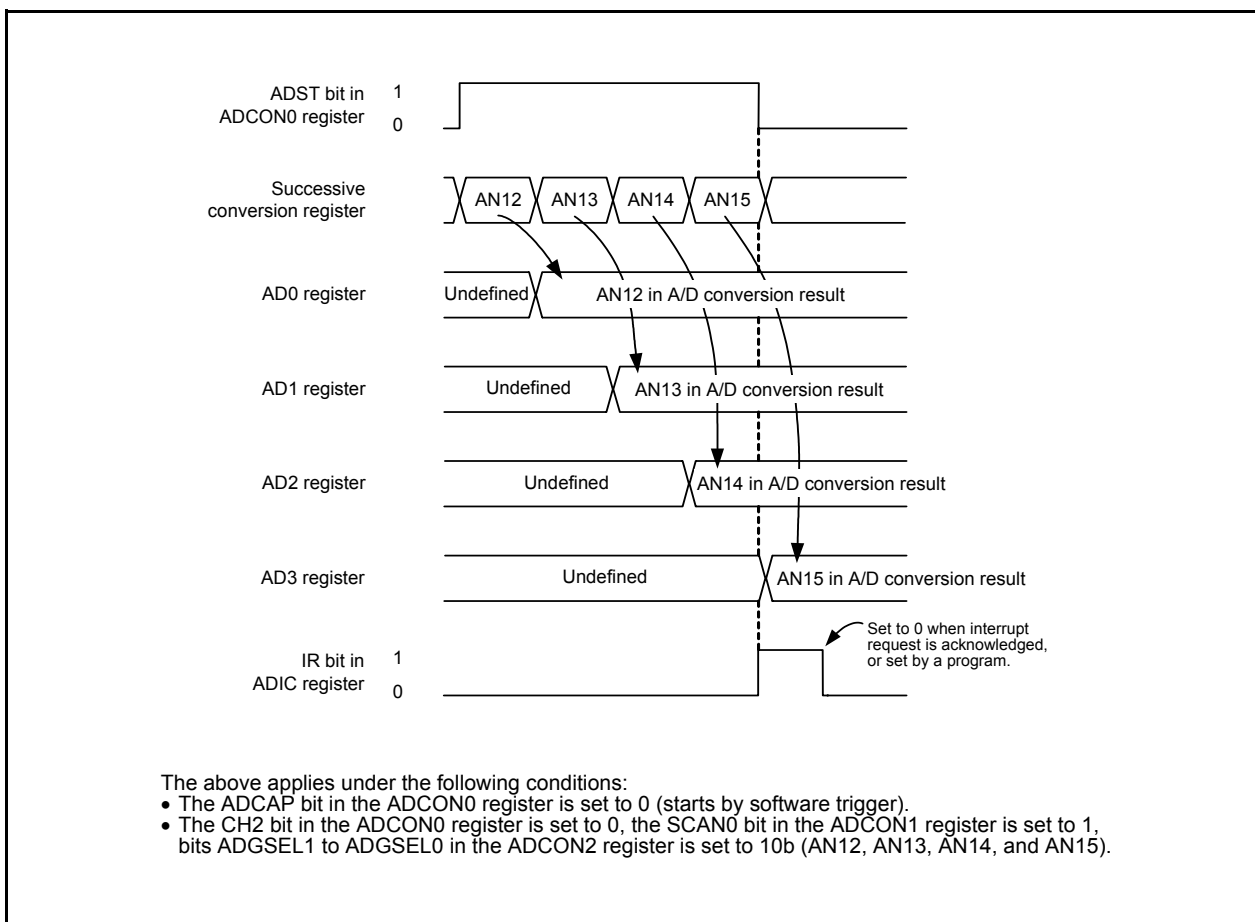 ADST bit in
ADCON0 register
1
0
Successive
conversion register
AN12
AN13
AN14
AN15
AD0 register
Undefined
AN12 in A/D conversion result
AD1 register
Undefined
AN13 in A/D conversion result
AD2 register
Undefined
AN14 in A/D conversion result
AD3 register
Undefined
AN15 in A/D conversion result
Set to 0 when interrupt
request is acknowledged,
or set by a program.
IR bit in
ADIC register
1
0
The above applies under the following conditions:
• The ADCAP bit in the ADCON0 register is set to 0 (starts by software trigger).
• The CH2 bit in the ADCON0 register is set to 0, the SCAN0 bit in the ADCON1 register is set to 1,
bits ADGSEL1 to ADGSEL0 in the ADCON2 register is set to 10b (AN12, AN13, AN14, and AN15).